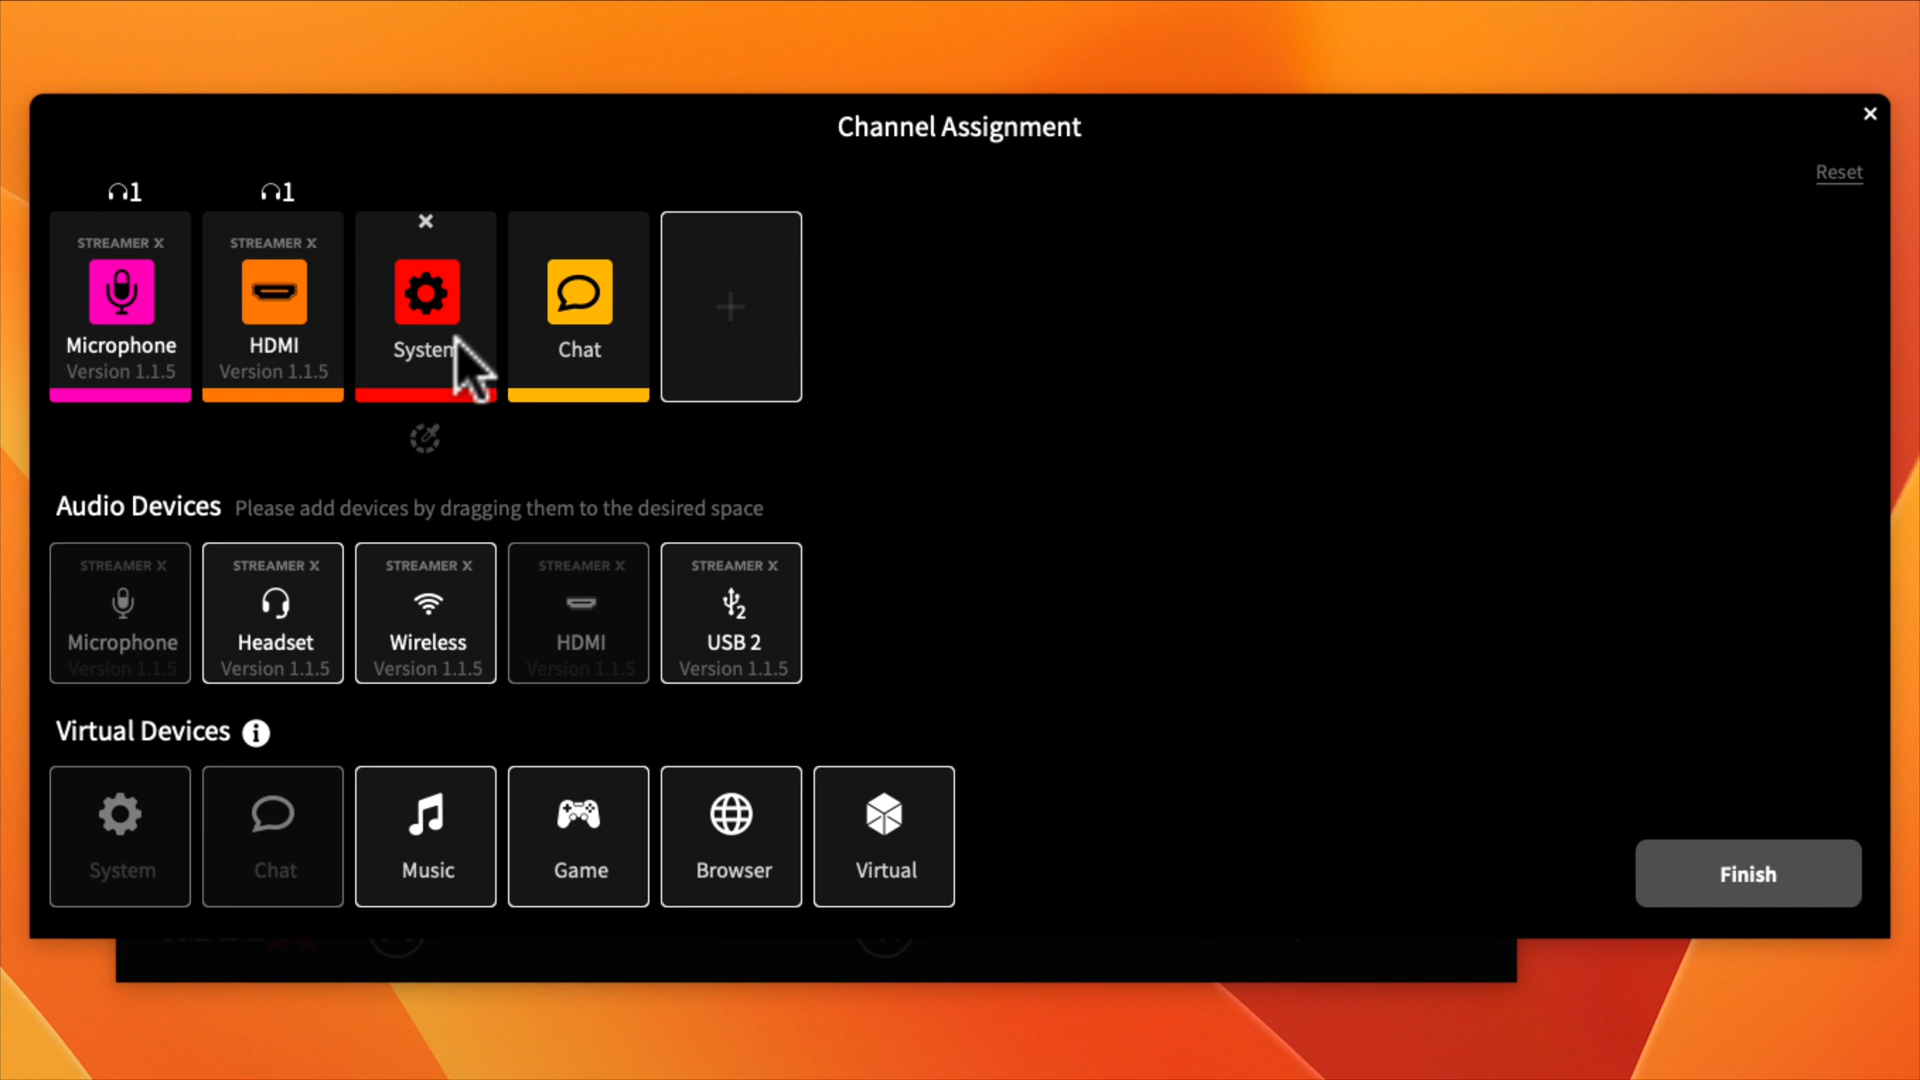 Channel Assignment
Reset
1
1
STREAMER X
STREAMER X
Microphone
HDMI
System
Chat
Version 1.1.5
Version 1.1.5
Audio Devices Please add devices by dragging them to the desired space
STREAMER X
STREAMER X
STREAMER X
STREAMER X
STREAMER X
2
Microphone
Headset
Wireless
HDMI
USB 2
Version 1.1.5
Version 1.1.5
Version 1.1.5
Version 1.1.5
Version 1.1.5
Virtual Devices i
System
Chat
Music
Game
Browser
Virtual
Finish